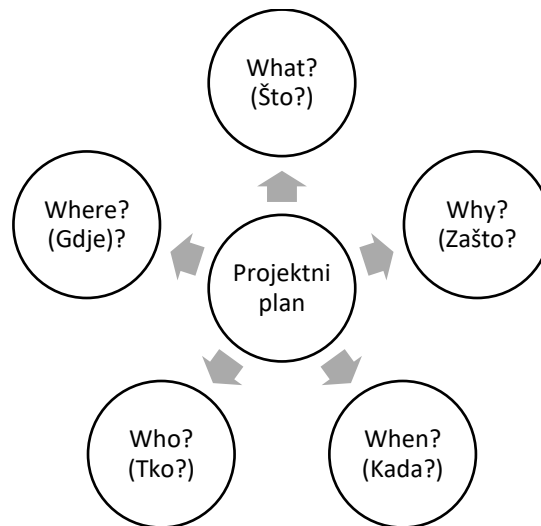 What?
(Što?)
Where?
(Gdje)?
Why?
(Zašto?
Projektni
plan
Who?
(Tko?)
When?
(Kada?)